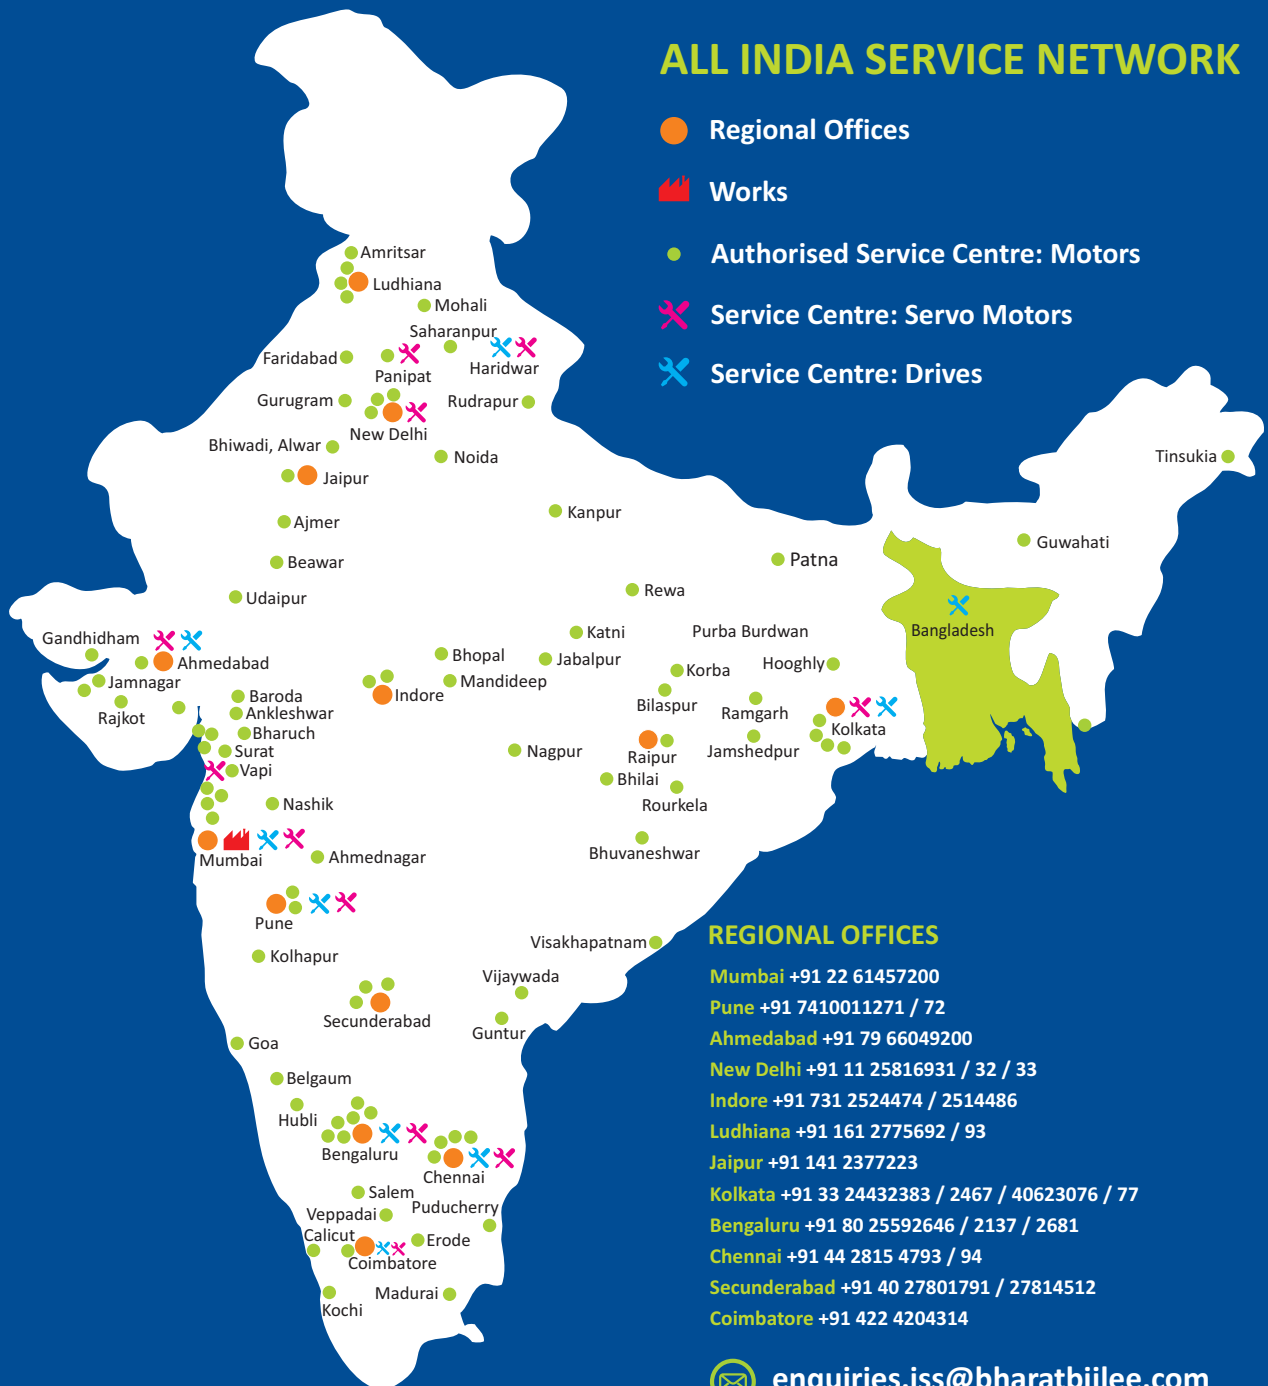 ALL INDIA SERVICE NETWORK
Regional Offices
Works
Authorised Service Centre: Motors
Service Centre: Servo Motors
Service Centre: Drives
Amritsar
Ludhiana
Mohali
Saharanpur
Faridabad
Panipat
Haridwar
Gurugram
Rudrapur
New Delhi
Bhiwadi, Alwar
Noida
Jaipur
Tinsukia
Kanpur
Ajmer
Guwahati
Beawar
Patna
Rewa
Udaipur
Bangladesh
Gandhidham
Katni
Purba Burdwan
Ahmedabad
Bhopal
Jabalpur
Hooghly
Korba
Jamnagar
Mandideep
Baroda
Indore
Bilaspur
Ankleshwar
Ramgarh
Rajkot
Bharuch
Kolkata
Surat
Nagpur
Raipur
Jamshedpur
Vapi
Bhilai
Nashik
Rourkela
Mumbai
Ahmednagar
Bhuvaneshwar
Pune
Kolhapur
Visakhapatnam
Vijaywada
Secunderabad
Guntur
Goa
Belgaum
Hubli
Bengaluru
Chennai
Salem
Puducherry
Veppadai
Calicut
Erode
Coimbatore
Madurai
Kochi
REGIONAL OFFICES
Mumbai +91 22 61457200
Pune +91 7410011271 / 72
Ahmedabad +91 79 66049200
New Delhi +91 11 25816931 / 32 / 33
Indore +91 731 2524474 / 2514486
Ludhiana +91 161 2775692 / 93
Jaipur +91 141 2377223
Kolkata +91 33 24432383 / 2467 / 40623076 / 77
Bengaluru +91 80 25592646 / 2137 / 2681
Chennai +91 44 2815 4793 / 94
Secunderabad +91 40 27801791 / 27814512
Coimbatore +91 422 4204314
enquiries.iss@bharatbijlee.com